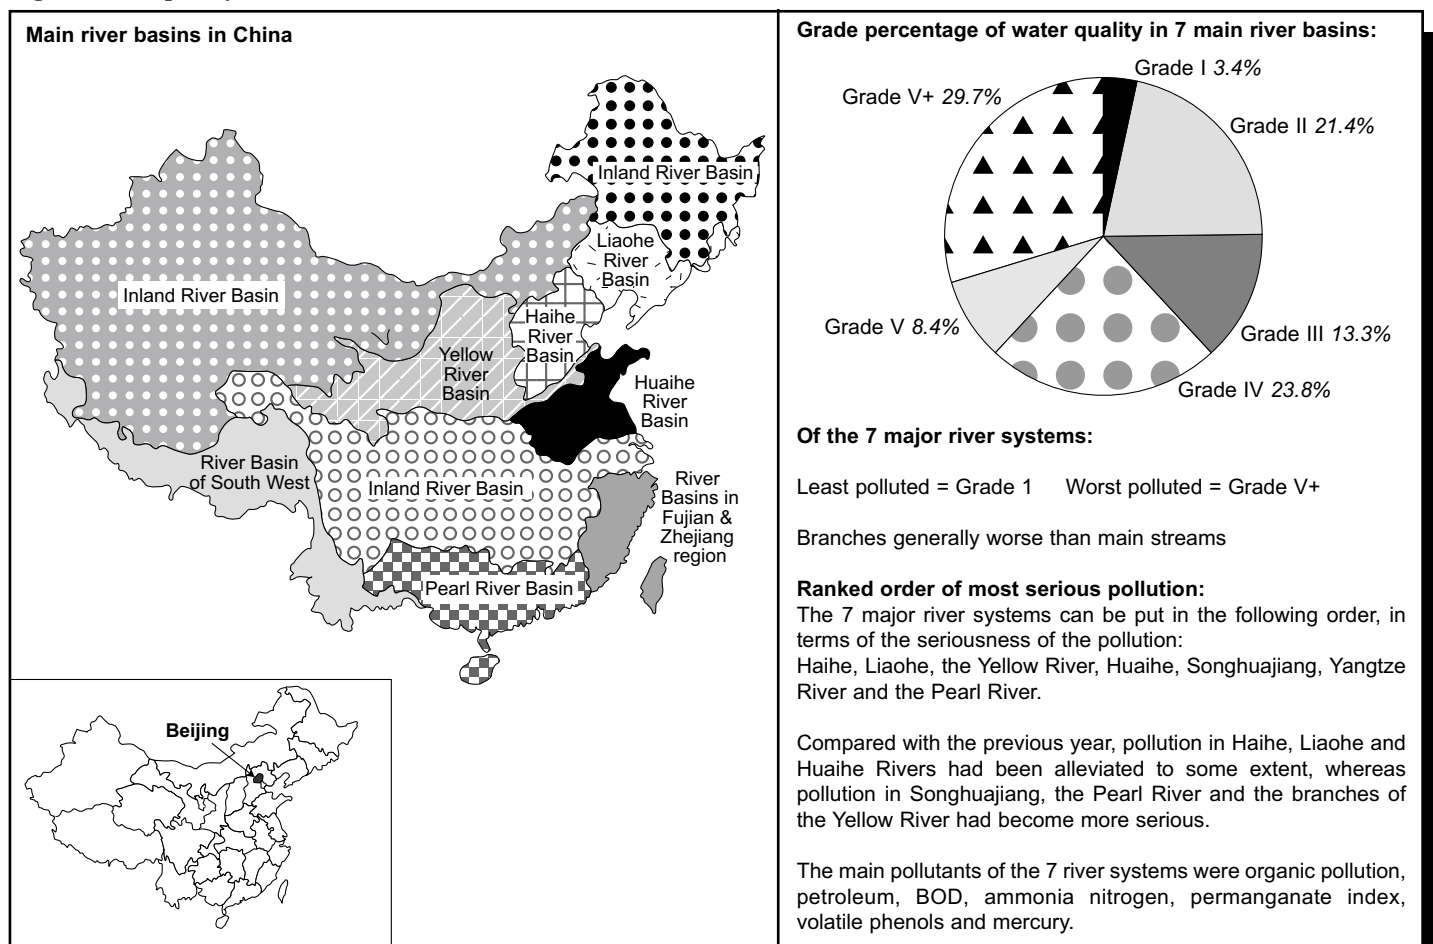 Main river basins in China
Inland River Basin
Liaohe
River
Basin
Inland River Basin
Haihe
River
Basin
Yellow
River
Basin
Huaihe
River
Basin
River Basin
of South West
Inland River Basin
River
Basins in
Fujian &
Zhejiang
region
Pearl River Basin
Beijing
Grade percentage of water quality in 7 main river basins:
Grade I 3.4%
Grade V+ 29.7%
Grade II 21.4%
Grade V 8.4%
Grade III 13.3%
Grade IV 23.8%
Of the 7 major river systems:
Least polluted = Grade 1 Worst polluted = Grade V+
Branches generally worse than main streams
Ranked order of most serious pollution:
The 7 major river systems can be put in the following order, in
terms of the seriousness of the pollution:
Haihe, Liaohe, the Yellow River, Huaihe, Songhuajiang, Yangtze
River and the Pearl River.
Compared with the previous year, pollution in Haihe, Liaohe and
Huaihe Rivers had been alleviated to some extent, whereas
pollution in Songhuajiang, the Pearl River and the branches of
the Yellow River had become more serious.
The main pollutants of the 7 river systems were organic pollution,
petroleum, BOD, ammonia nitrogen, permanganate index,
volatile phenols and mercury.